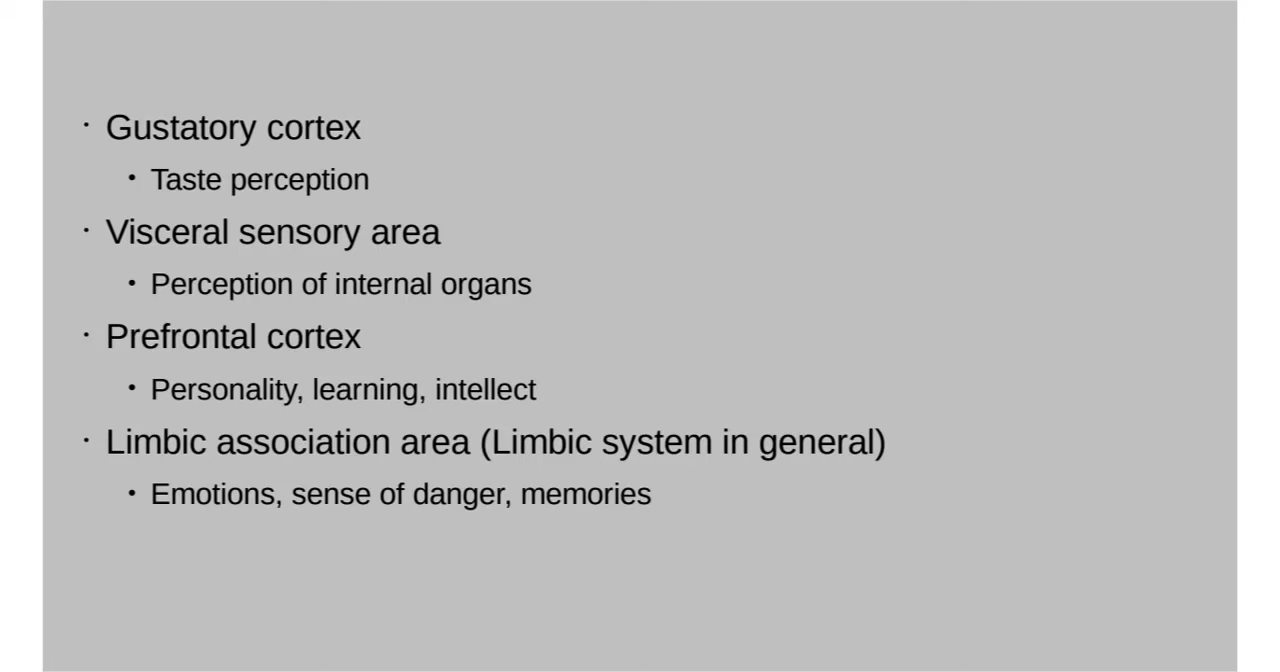 · Gustatory cortex
• Taste perception
· Visceral sensory area
• Perception of internal organs
· Prefrontal cortex
• Personality, learning, intellect
· Limbic association area (Limbic system in general)
• Emotions, sense of danger, memories